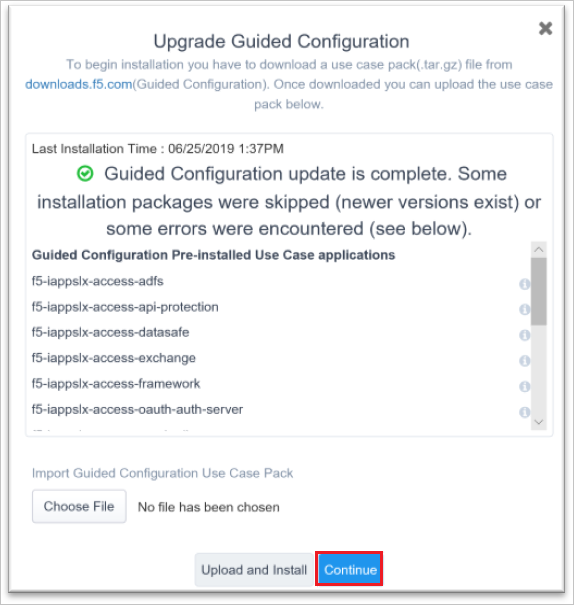 Upgrade Guided Configuration
To begin installation you have to download a use case pack(.tar.gz) file from
downloads.f5.com(Guided Configuration). Once downloaded you can upload the use case
pack below.
Last Installation Time : 06/25/2019 1:37PM
Guided Configuration update is complete. Some
installation packages were skipped (newer versions exist) or
some errors were encountered (see below).
Guided Configuration Pre-installed Use Case applications
f5-iappslx-access-adfs
f5-iappslx-access-api-protection
f5-iappslx-access-datasafe
f5-iappslx-access-exchange
f5-iappslx-access-framework
f5-iappslx-access-oauth-auth-server
Import Guided Configuration Use Case Pack
Choose File No file has been chosen
Upload and Install Continue